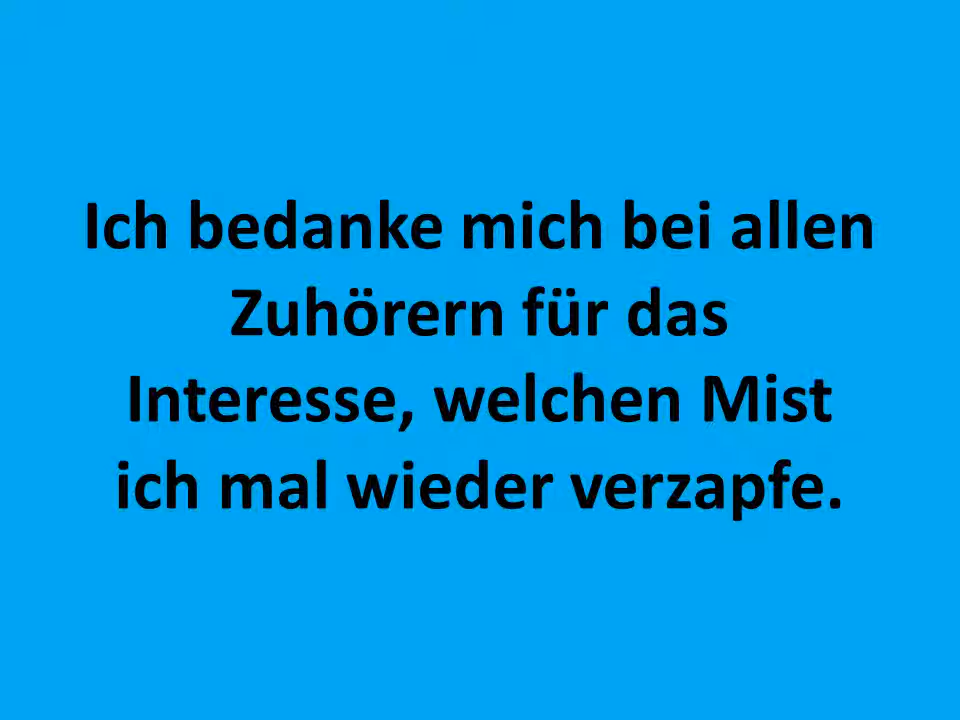 Ich bedanke mich bei allen
Zuhörern für das
Interesse, welchen Mist
ich mal wieder verzapfe.